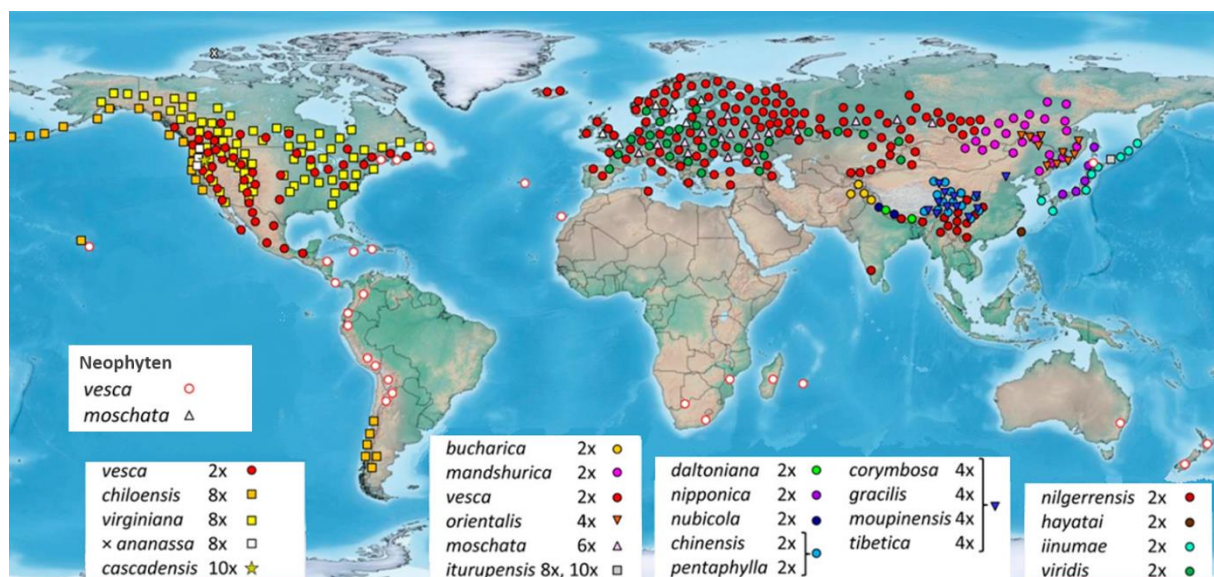 Neophyten
vesca
moschata
vesca 2x
chiloensis 8x
virginiana 8x
× ananassa 8x
cascadensis 10x
bucharica 2x
mandshurica 2x
vesca 2x
orientalis 4x
moschata 6x
iturupensis 8x, 10x
daltoniana 2x
nipponica 2x
nubicola 2x
chinensis 2x
pentaphylla 2x
corymbosa 4x
gracilis 4x
moupinensis 4x
tibetica 4x
nilgerrensis 2x
hayatai 2x
iinumae 2x
viridis 2x